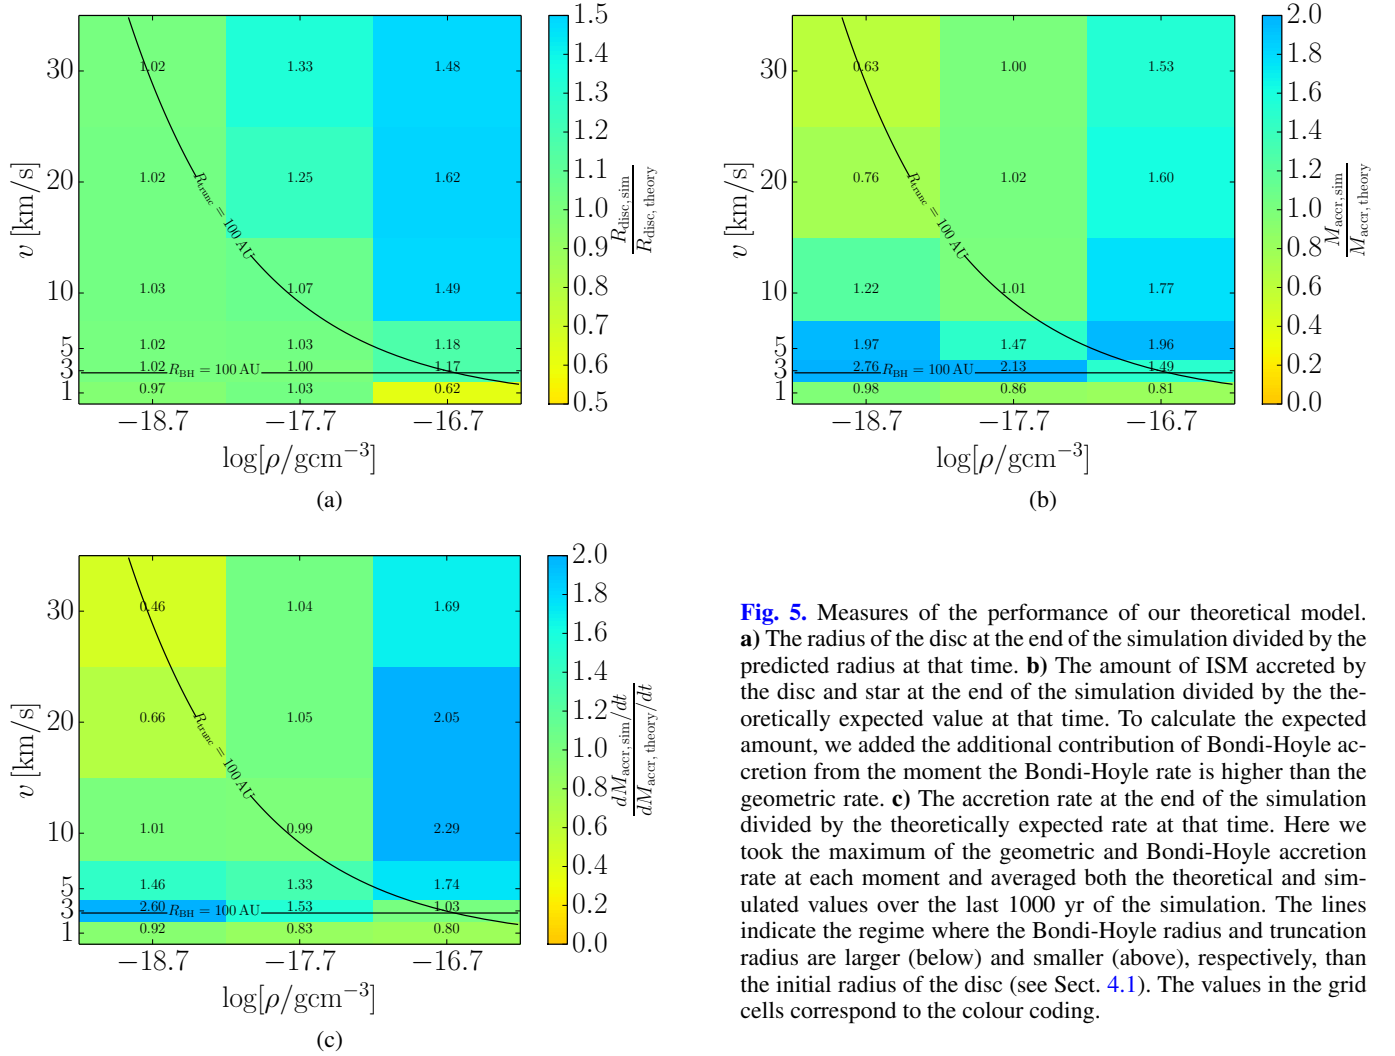 1.5
1.4
1.3
1.2
1.1
1.0
0.9
0.8
0.7
0.6
0.5
R_disc,sim
R_disc,theory
30
20
10
5
3
1
v [km/s]
1.02 1.33 1.48
1.02 1.25 1.62
1.03 1.07 1.49
1.02 1.03 1.18
1.02 1.00 1.17
0.97 1.03 0.62
R_trunc = 100 AU
R_BH = 100 AU
−18.7 −17.7 −16.7
log[ρ/gcm⁻³]
(a)
2.0
1.8
1.6
1.4
1.2
1.0
0.8
0.6
0.4
0.2
0.0
M_accr,sim
M_accr,theory
30
20
10
5
3
1
v [km/s]
0.63 1.00 1.53
0.76 1.02 1.60
1.22 1.01 1.77
1.97 1.47 1.96
2.76 2.13 1.49
0.98 0.86 0.81
R_trunc = 100 AU
R_BH = 100 AU
−18.7 −17.7 −16.7
log[ρ/gcm⁻³]
(b)
2.0
1.8
1.6
1.4
1.2
1.0
0.8
0.6
0.4
0.2
0.0
dM_accr,sim/dt
dM_accr,theory/dt
30
20
10
5
3
1
v [km/s]
0.46 1.04 1.69
0.66 1.05 2.05
1.01 0.99 2.29
1.46 1.33 1.74
2.60 1.53 1.03
0.92 0.83 0.80
R_trunc = 100 AU
R_BH = 100 AU
−18.7 −17.7 −16.7
log[ρ/gcm⁻³]
(c)
Fig. 5. Measures of the performance of our theoretical model.
a) The radius of the disc at the end of the simulation divided by the
predicted radius at that time. b) The amount of ISM accreted by
the disc and star at the end of the simulation divided by the the-
oretically expected value at that time. To calculate the expected
amount, we added the additional contribution of Bondi-Hoyle ac-
cretion from the moment the Bondi-Hoyle rate is higher than the
geometric rate. c) The accretion rate at the end of the simulation
divided by the theoretically expected rate at that time. Here we
took the maximum of the geometric and Bondi-Hoyle accretion
rate at each moment and averaged both the theoretical and sim-
ulated values over the last 1000 yr of the simulation. The lines
indicate the regime where the Bondi-Hoyle radius and truncation
radius are larger (below) and smaller (above), respectively, than
the initial radius of the disc (see Sect. 4.1). The values in the grid
cells correspond to the colour coding.